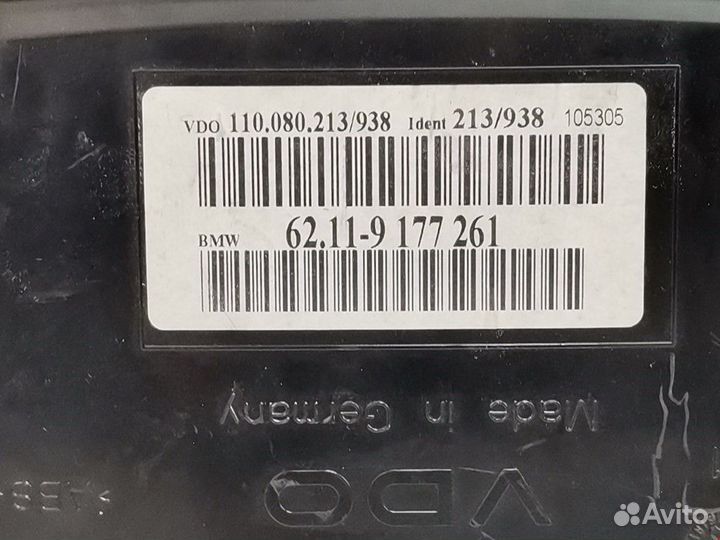 VDO 110.080.213/938 Ident 213/938 105305
BMW 62.11-9 177 261
Made in Germany
VDO
Avito